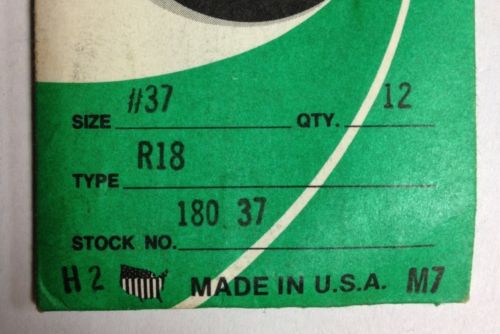 SIZE #37 QTY. 12
TYPE R18
STOCK NO. 180 37
H2 MADE IN U.S.A. M7